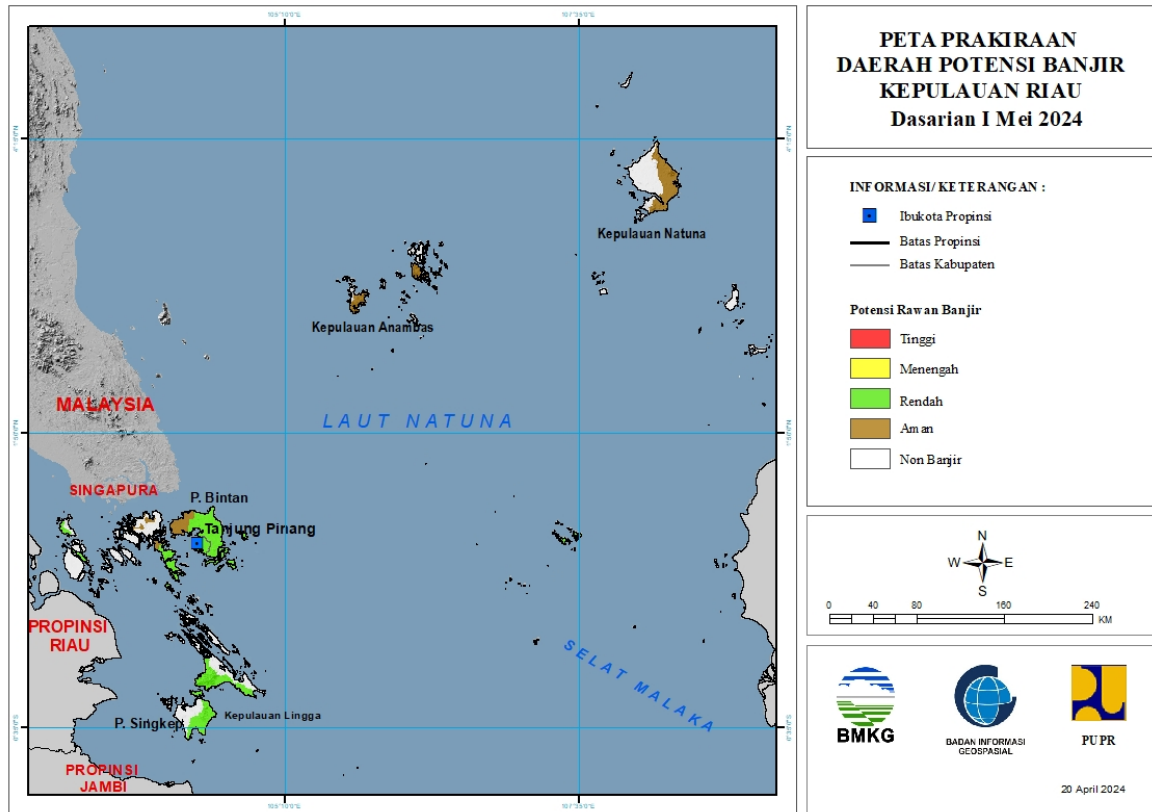 PETA PRAKIRAAN
DAERAH POTENSI BANJIR
KEPULAUAN RIAU
Dasarian I Mei 2024
INFORMASI/ KETERANGAN :
Ibukota Propinsi
Batas Propinsi
Batas Kabupaten
Potensi Rawan Banjir
Tinggi
Menengah
Rendah
Aman
Non Banjir
N
W E
S
0 20 40 80 160 240
KM
BMKG
BADAN INFORMASI
GEOSPASIAL
PUPR
20 April 2024
Kepulauan Natuna
Kepulauan Anambas
MALAYSIA
LAUT NATUNA
SINGAPURA
P. Bintan
Tanjung Pinang
PROPINSI
RIAU
SELAT MALAKA
P. Singkep
Kepulauan Lingga
PROPINSI
JAMBI